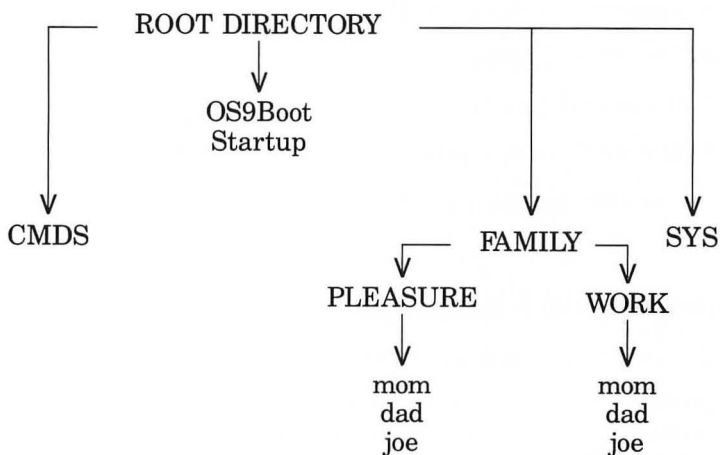 ROOT DIRECTORY
OS9Boot
Startup
CMDS
FAMILY
SYS
PLEASURE
WORK
mom
dad
joe
mom
dad
joe